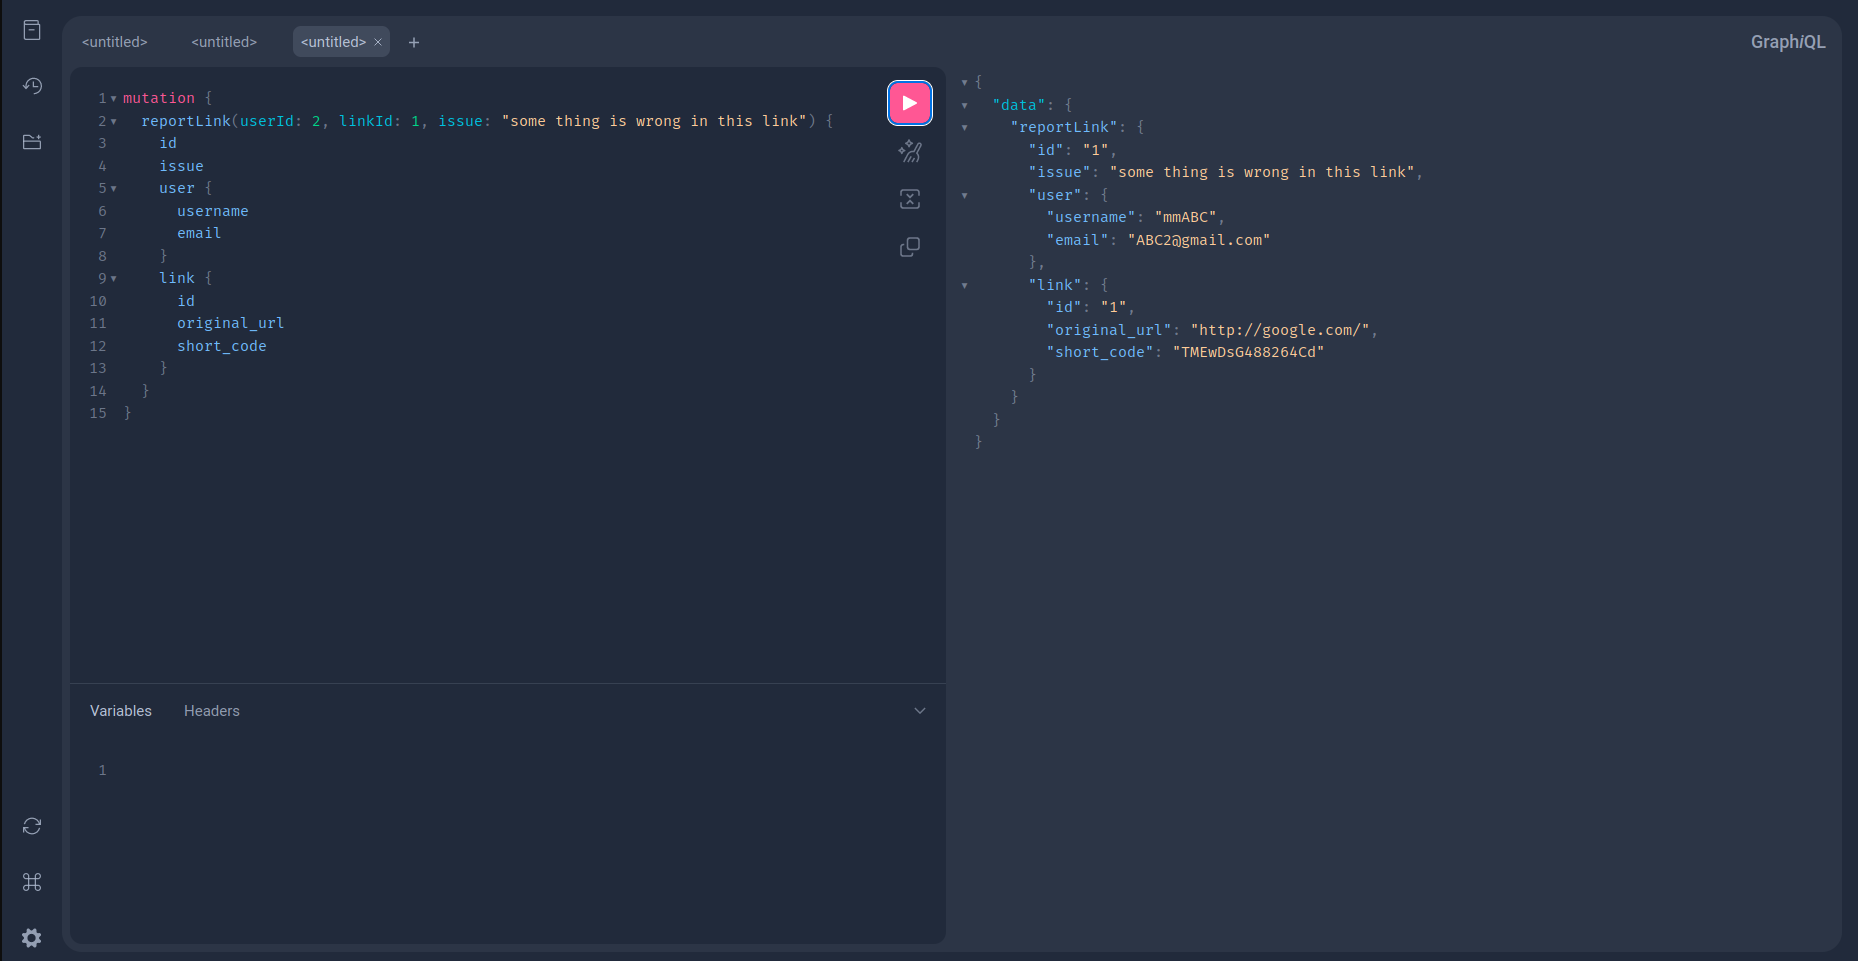 <untitled>
<untitled>
<untitled>
GraphiQL
1 mutation {
2 reportLink(userId: 2, linkId: 1, issue: "some thing is wrong in this link") {
3 id
4 issue
5 user {
6 username
7 email
8 }
9 link {
10 id
11 original_url
12 short_code
13 }
14 }
15 }
{
"data": {
"reportLink": {
"id": "1",
"issue": "some thing is wrong in this link",
"user": {
"username": "mmABC",
"email": "ABC2@gmail.com"
},
"link": {
"id": "1",
"original_url": "http://google.com/",
"short_code": "TMEwDsG488264Cd"
}
}
}
}
Variables
Headers
1